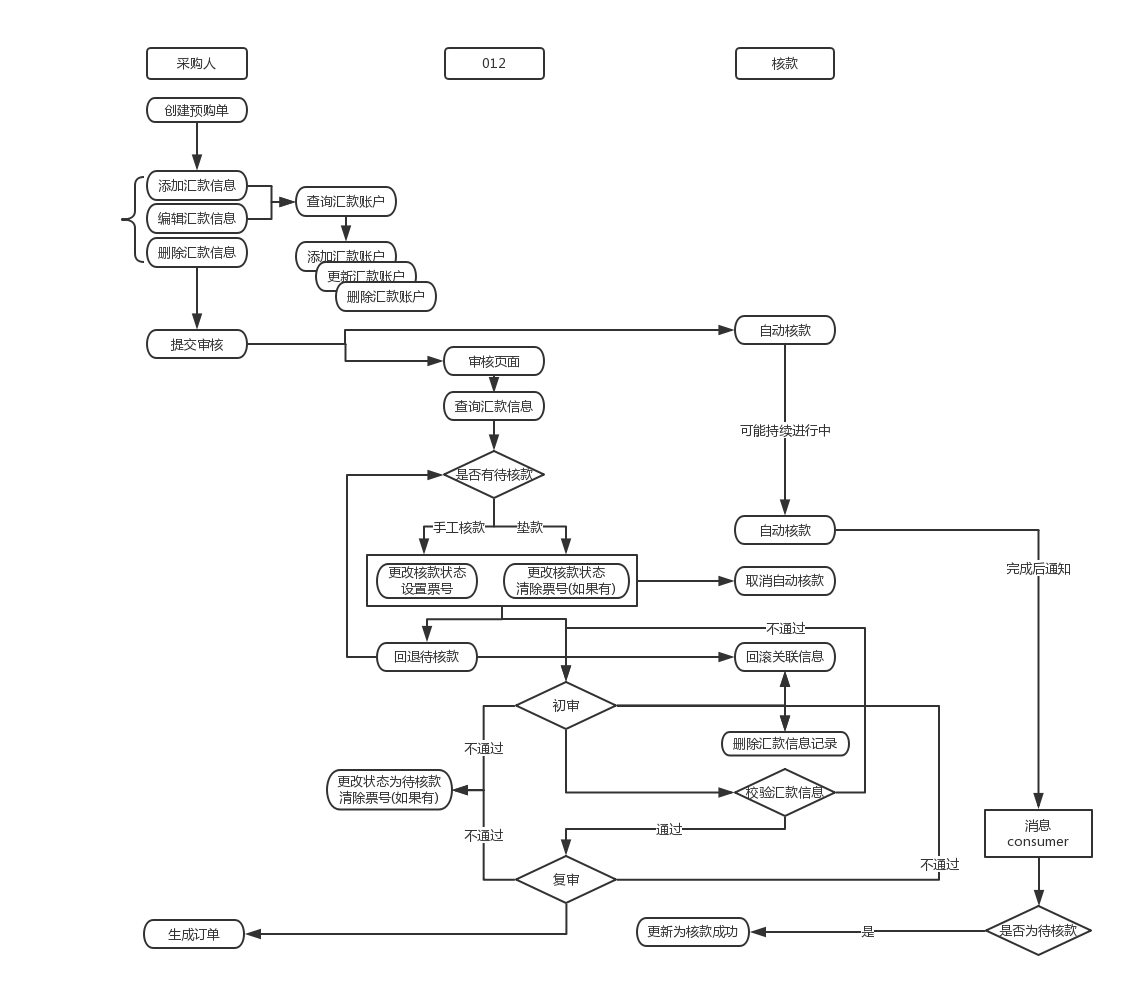 采购人
012
核款
创建预购单
添加汇款信息
编辑汇款信息
删除汇款信息
查询汇款账户
添加汇款账户
更新汇款账户
删除汇款账户
提交审核
自动核款
审核页面
查询汇款信息
可能持续进行中
是否有待核款
手工核款
垫款
自动核款
更改核款状态
设置票号
更改核款状态
清除票号(如果有)
取消自动核款
完成后通知
不通过
回退待核款
回滚关联信息
初审
不通过
删除汇款信息记录
更改状态为待核款
清除票号(如果有)
校验汇款信息
不通过
通过
消息
consumer
不通过
复审
生成订单
更新为核款成功
是
是否为待核款